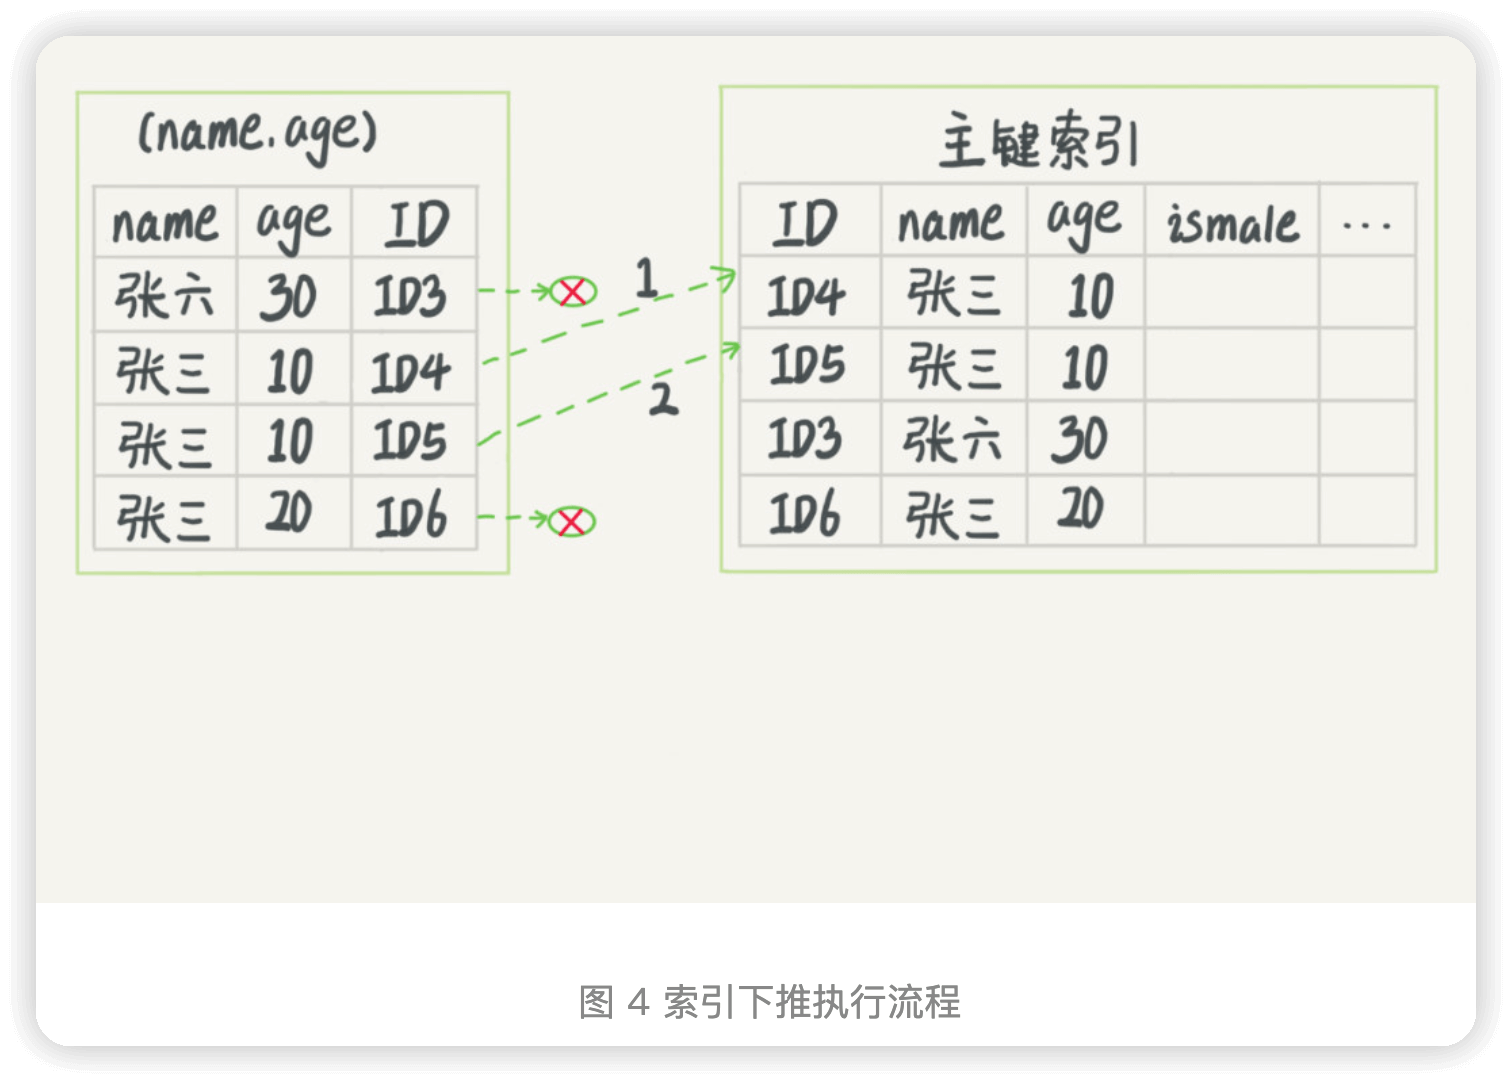 (name.age)
name age ID
张六 30 ID3
张三 10 ID4
张三 10 ID5
张三 20 ID6
1
2
主键索引
ID name age ismale ...
ID4 张三 10
ID5 张三 10
ID3 张六 30
ID6 张三 20
图 4 索引下推执行流程